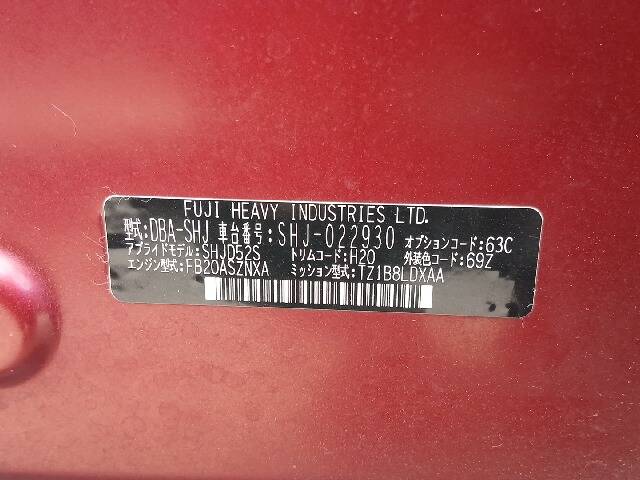 FUJI HEAVY INDUSTRIES LTD.
型式:DBA-SHJ 車台番号:SHJ-022930 オプションコード:63C
アプライドモデル:SHJD52S トリムコード:H20 外装色コード:69Z
エンジン型式:FB20ASZNXA ミッション型式:TZ1B8LDXAA